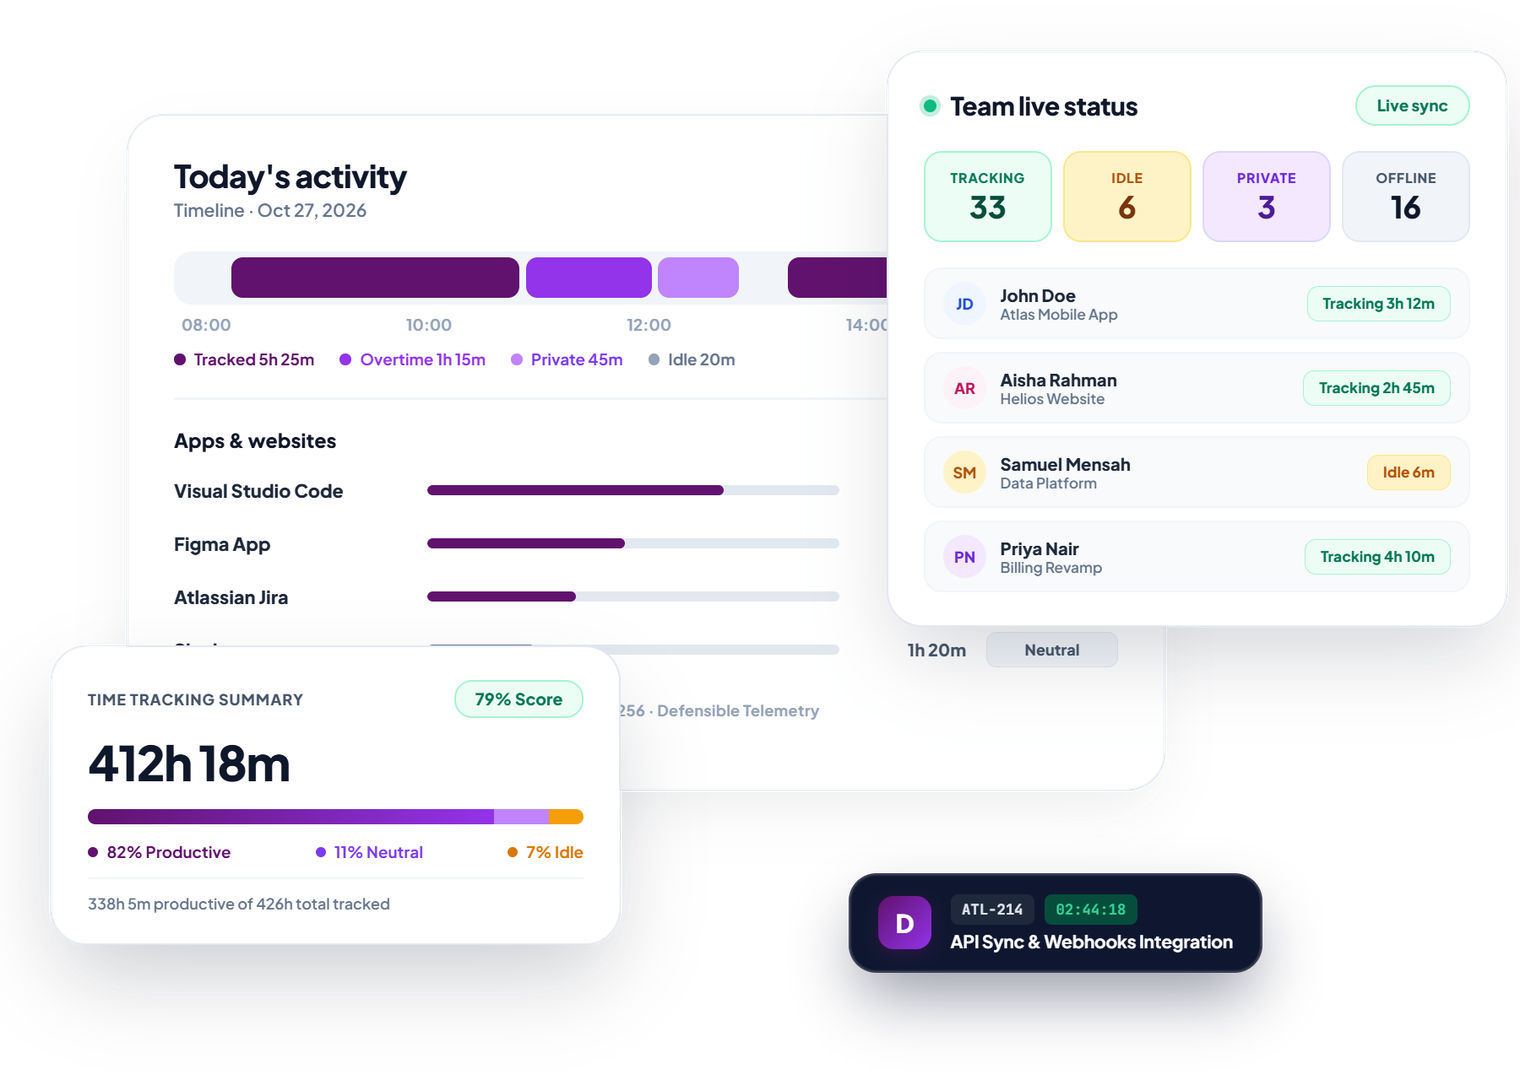 Today's activity
Timeline · Oct 27, 2026
08:00 10:00 12:00 14:00
Tracked 5h 25m Overtime 1h 15m Private 45m Idle 20m
Apps & websites
Visual Studio Code
Figma App
Atlassian Jira
1h 20m Neutral
256 · Defensible Telemetry
Team live status Live sync
TRACKING IDLE PRIVATE OFFLINE
33 6 3 16
JD John Doe Tracking 3h 12m
Atlas Mobile App
AR Aisha Rahman Tracking 2h 45m
Helios Website
SM Samuel Mensah Idle 6m
Data Platform
PN Priya Nair Tracking 4h 10m
Billing Revamp
TIME TRACKING SUMMARY 79% Score
412h 18m
82% Productive 11% Neutral 7% Idle
338h 5m productive of 426h total tracked
D ATL-214 02:44:18
API Sync & Webhooks Integration